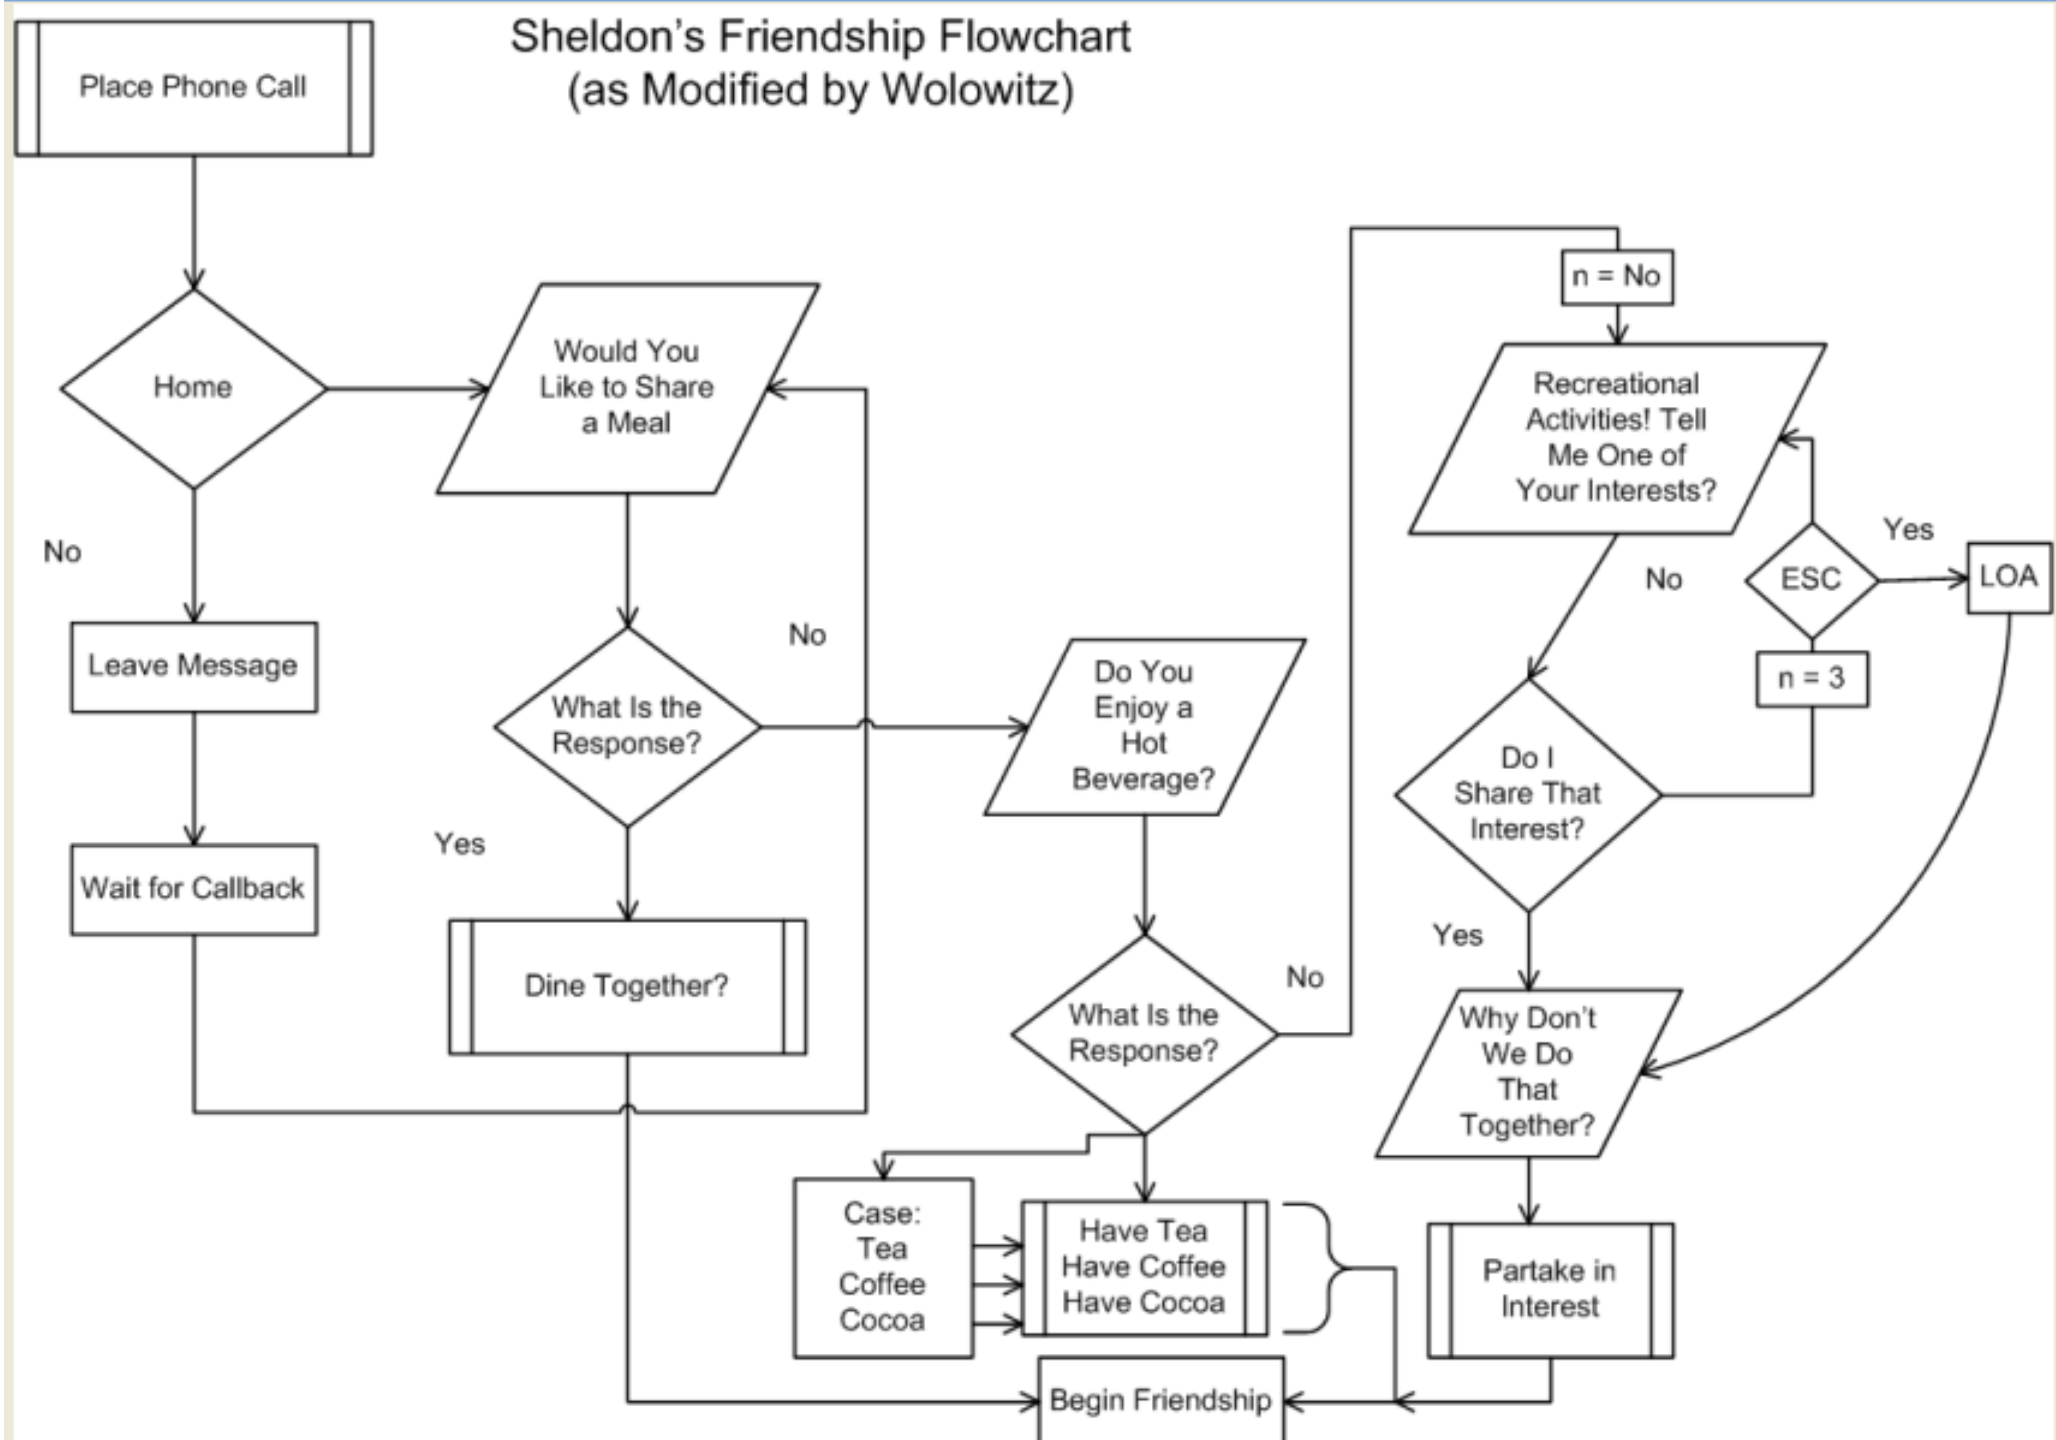 Sheldon's Friendship Flowchart
(as Modified by Wolowitz)
Place Phone Call
Home
No
Leave Message
Wait for Callback
Would You
Like to Share
a Meal
What Is the
Response?
No
Yes
Dine Together?
Do You
Enjoy a
Hot
Beverage?
What Is the
Response?
No
Case:
Tea
Coffee
Cocoa
Have Tea
Have Coffee
Have Cocoa
n = No
Recreational
Activities! Tell
Me One of
Your Interests?
No
ESC
Yes
LOA
n = 3
Do I
Share That
Interest?
Yes
Why Don't
We Do
That
Together?
Partake in
Interest
Begin Friendship